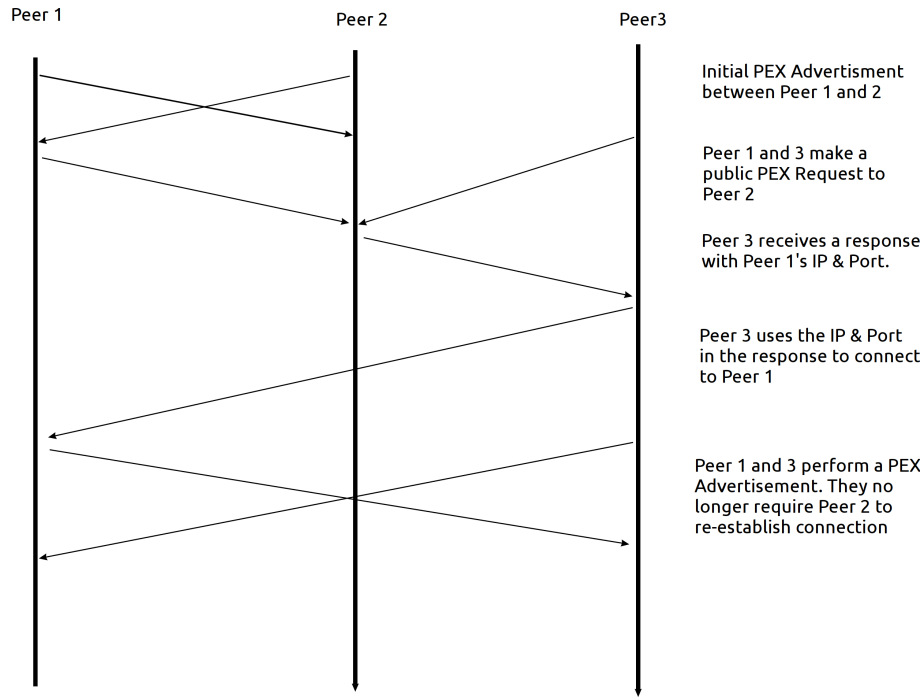 Peer 1
Peer 2
Peer3
Initial PEX Advertisment
between Peer 1 and 2
Peer 1 and 3 make a
public PEX Request to
Peer 2
Peer 3 receives a response
with Peer 1's IP & Port.
Peer 3 uses the IP & Port
in the response to connect
to Peer 1
Peer 1 and 3 perform a PEX
Advertisement. They no
longer require Peer 2 to
re-establish connection